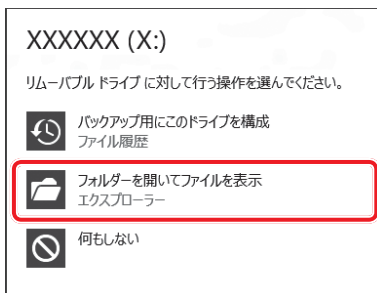 XXXXXX (X:)
リムーバブル ドライブ に対して行う操作を選んでください。
バックアップ用にこのドライブを構成
ファイル履歴
フォルダーを開いてファイルを表示
エクスプローラー
何もしない